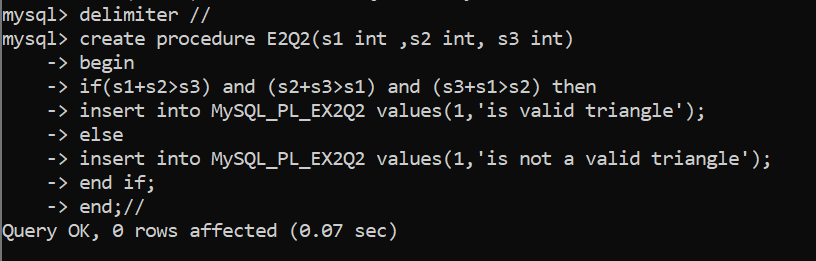 mysql> delimiter //
mysql> create procedure E2Q2(s1 int ,s2 int, s3 int)
    -> begin
    -> if(s1+s2>s3) and (s2+s3>s1) and (s3+s1>s2) then
    -> insert into MySQL_PL_EX2Q2 values(1,'is valid triangle');
    -> else
    -> insert into MySQL_PL_EX2Q2 values(1,'is not a valid triangle');
    -> end if;
    -> end;//
Query OK, 0 rows affected (0.07 sec)